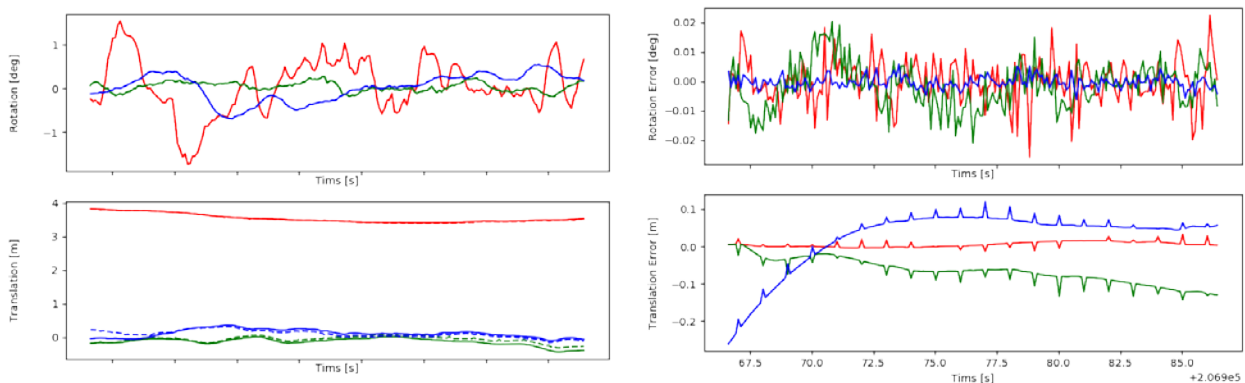 Rotation [deg]
1
0
−1
Tims [s]
Translation [m]
4
3
2
1
0
Tims [s]
Rotation Error [deg]
0.02
0.01
0.00
−0.01
−0.02
Tims [s]
Translation Error [m]
0.1
0.0
−0.1
−0.2
67.5 70.0 72.5 75.0 77.5 80.0 82.5 85.0
Tims [s]
+2.069e5